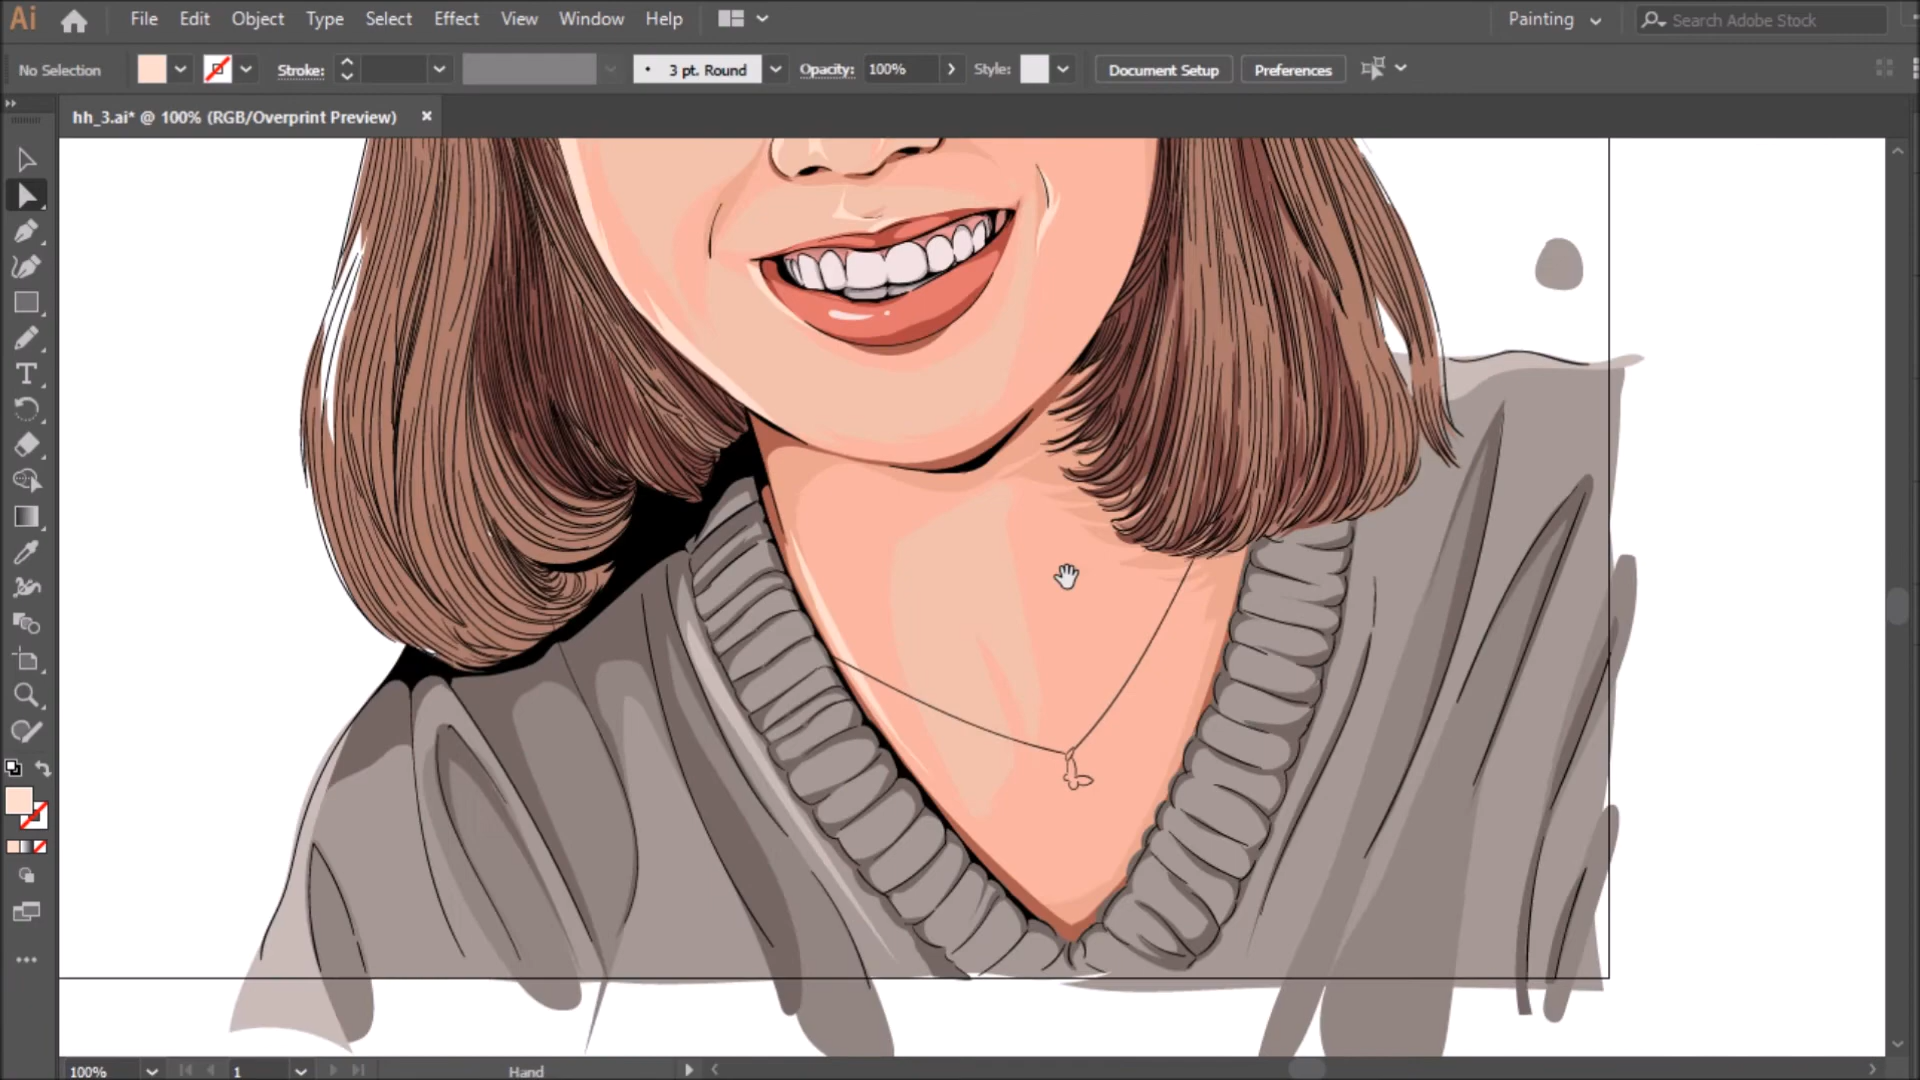 Ai File Edit Object Type Select Effect View Window Help Painting Search Adobe Stock
No Selection Stroke: 3 pt. Round Opacity: 100% Style: Document Setup Preferences
hh_3.ai* @ 100% (RGB/Overprint Preview) ×
T
100% 1 Hand